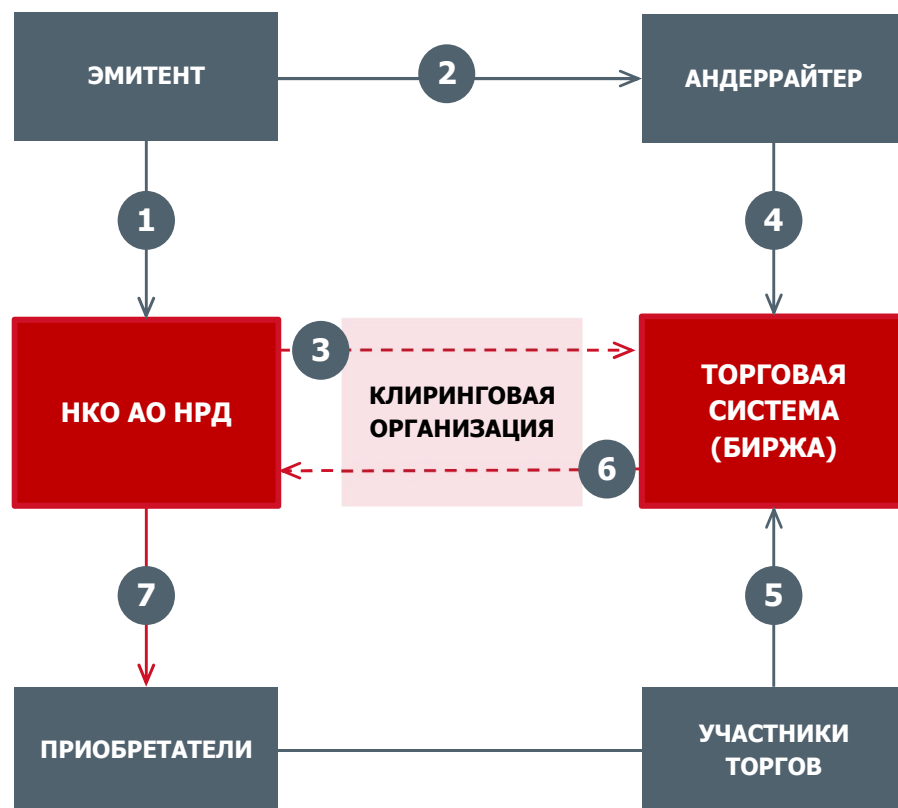 ЭМИТЕНТ
2
АНДЕРРАЙТЕР
1
4
НКО АО НРД
3
КЛИРИНГОВАЯ
ОРГАНИЗАЦИЯ
6
ТОРГОВАЯ
СИСТЕМА
(БИРЖА)
7
5
ПРИОБРЕТАТЕЛИ
УЧАСТНИКИ
ТОРГОВ